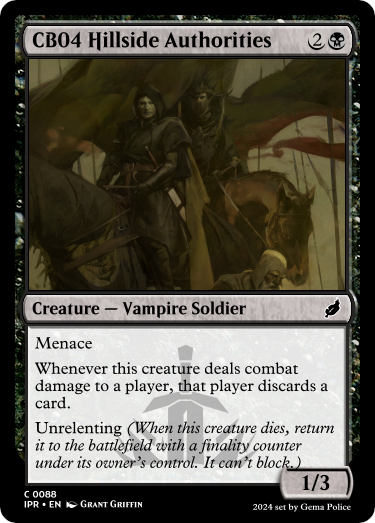 CB04 Hillside Authorities 2
Creature — Vampire Soldier
Menace
Whenever this creature deals combat
damage to a player, that player discards a
card.
Unrelenting (When this creature dies, return
it to the battlefield with a finality counter
under its owner's control. It can't block.)
1/3
C 0088
IPR • EN GRANT GRIFFIN
2024 set by Gema Police